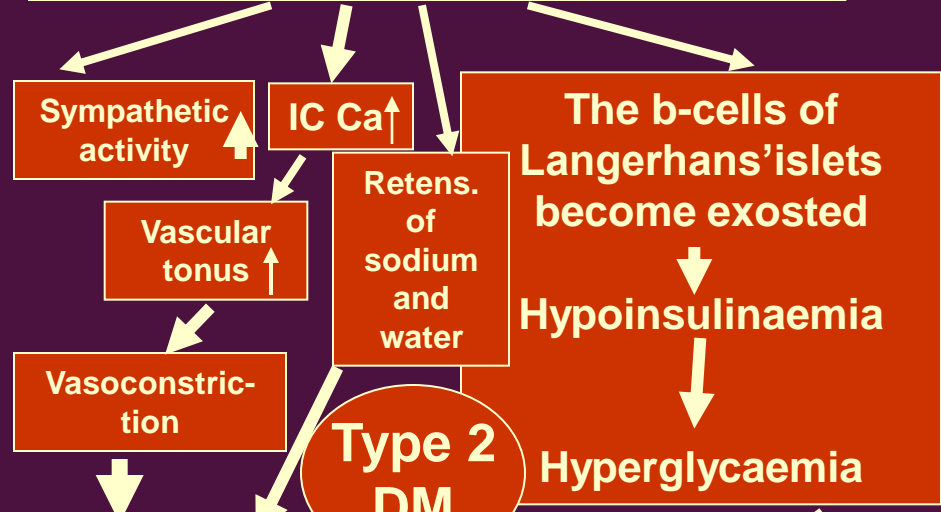 Sympathetic
activity
IC Ca
Vascular
tonus
Vasoconstric-
tion
Retens.
of
sodium
and
water
Type 2
DM
The b-cells of
Langerhans’islets
become exosted
Hypoinsulinaemia
Hyperglycaemia